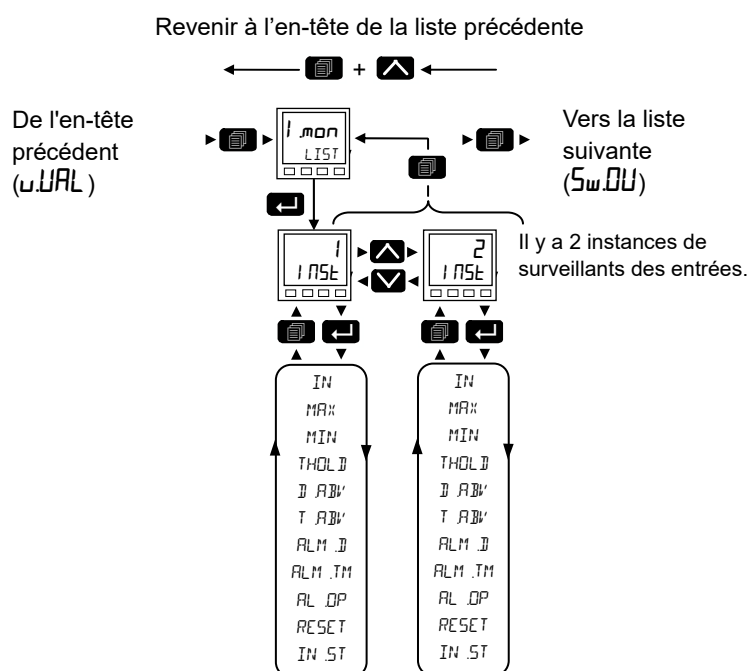 Revenir à l'en-tête de la liste précédente
+
De l'en-tête
précédent
(u.VAL)
1.mon
LIST
Vers la liste
suivante
(Sw.OV)
1
INSt
2
INSt
Il y a 2 instances de
surveillants des entrées.
IN
MAX
MIN
THOLD
D.ABV
T.ABV
ALM.D
ALM.TM
AL.OP
RESET
IN.ST
IN
MAX
MIN
THOLD
D.ABV
T.ABV
ALM.D
ALM.TM
AL.OP
RESET
IN.ST